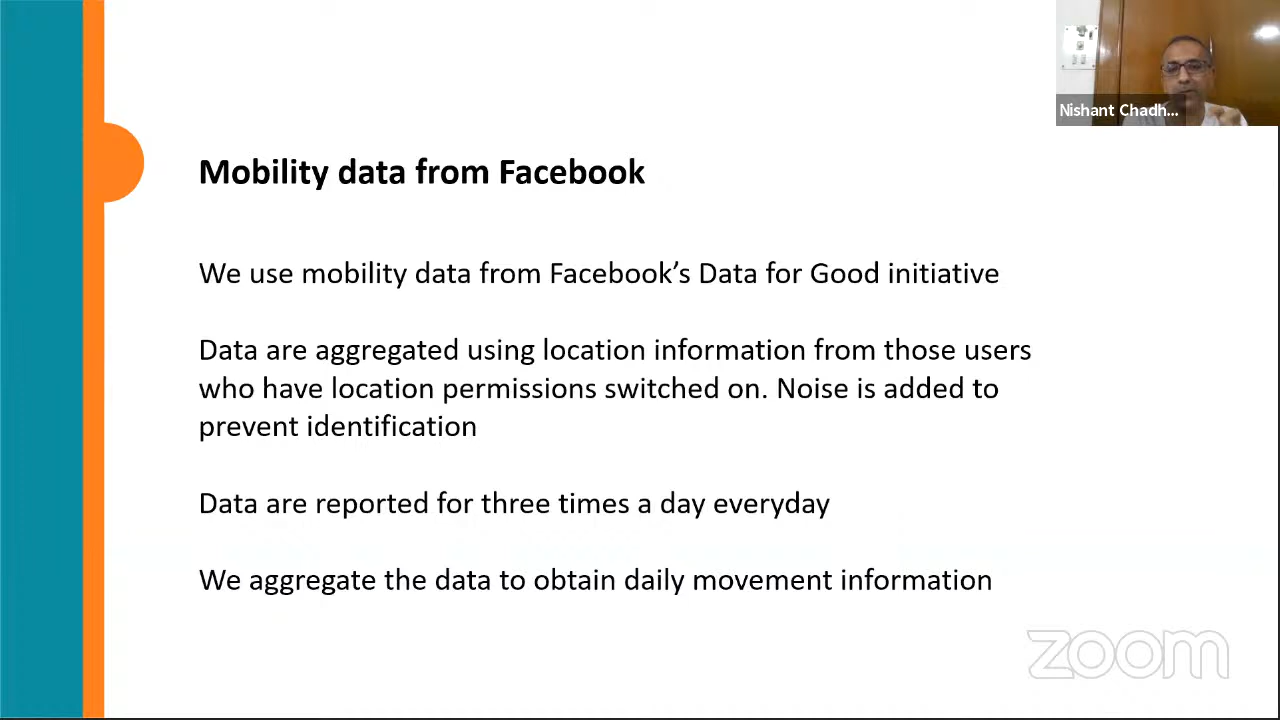 Nishant Chadh...
Mobility data from Facebook
We use mobility data from Facebook’s Data for Good initiative
Data are aggregated using location information from those users
who have location permissions switched on. Noise is added to
prevent identification
Data are reported for three times a day everyday
We aggregate the data to obtain daily movement information
zoom